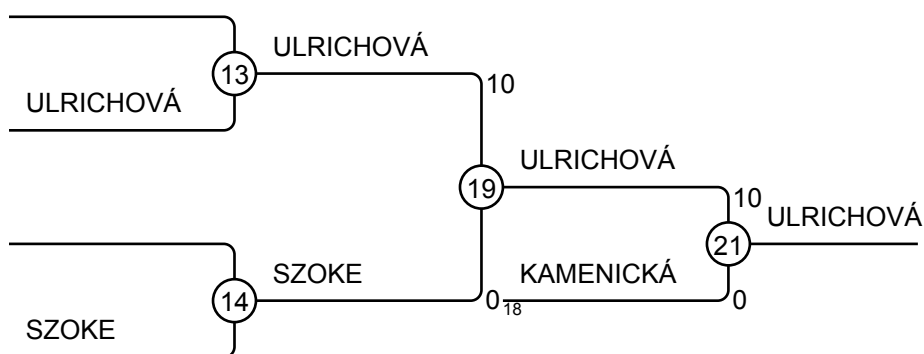 ULRICHOVÁ
13
10
ULRICHOVÁ
ULRICHOVÁ
19
10
ULRICHOVÁ
21
SZOKE
KAMENICKÁ
14
0
18
0
SZOKE